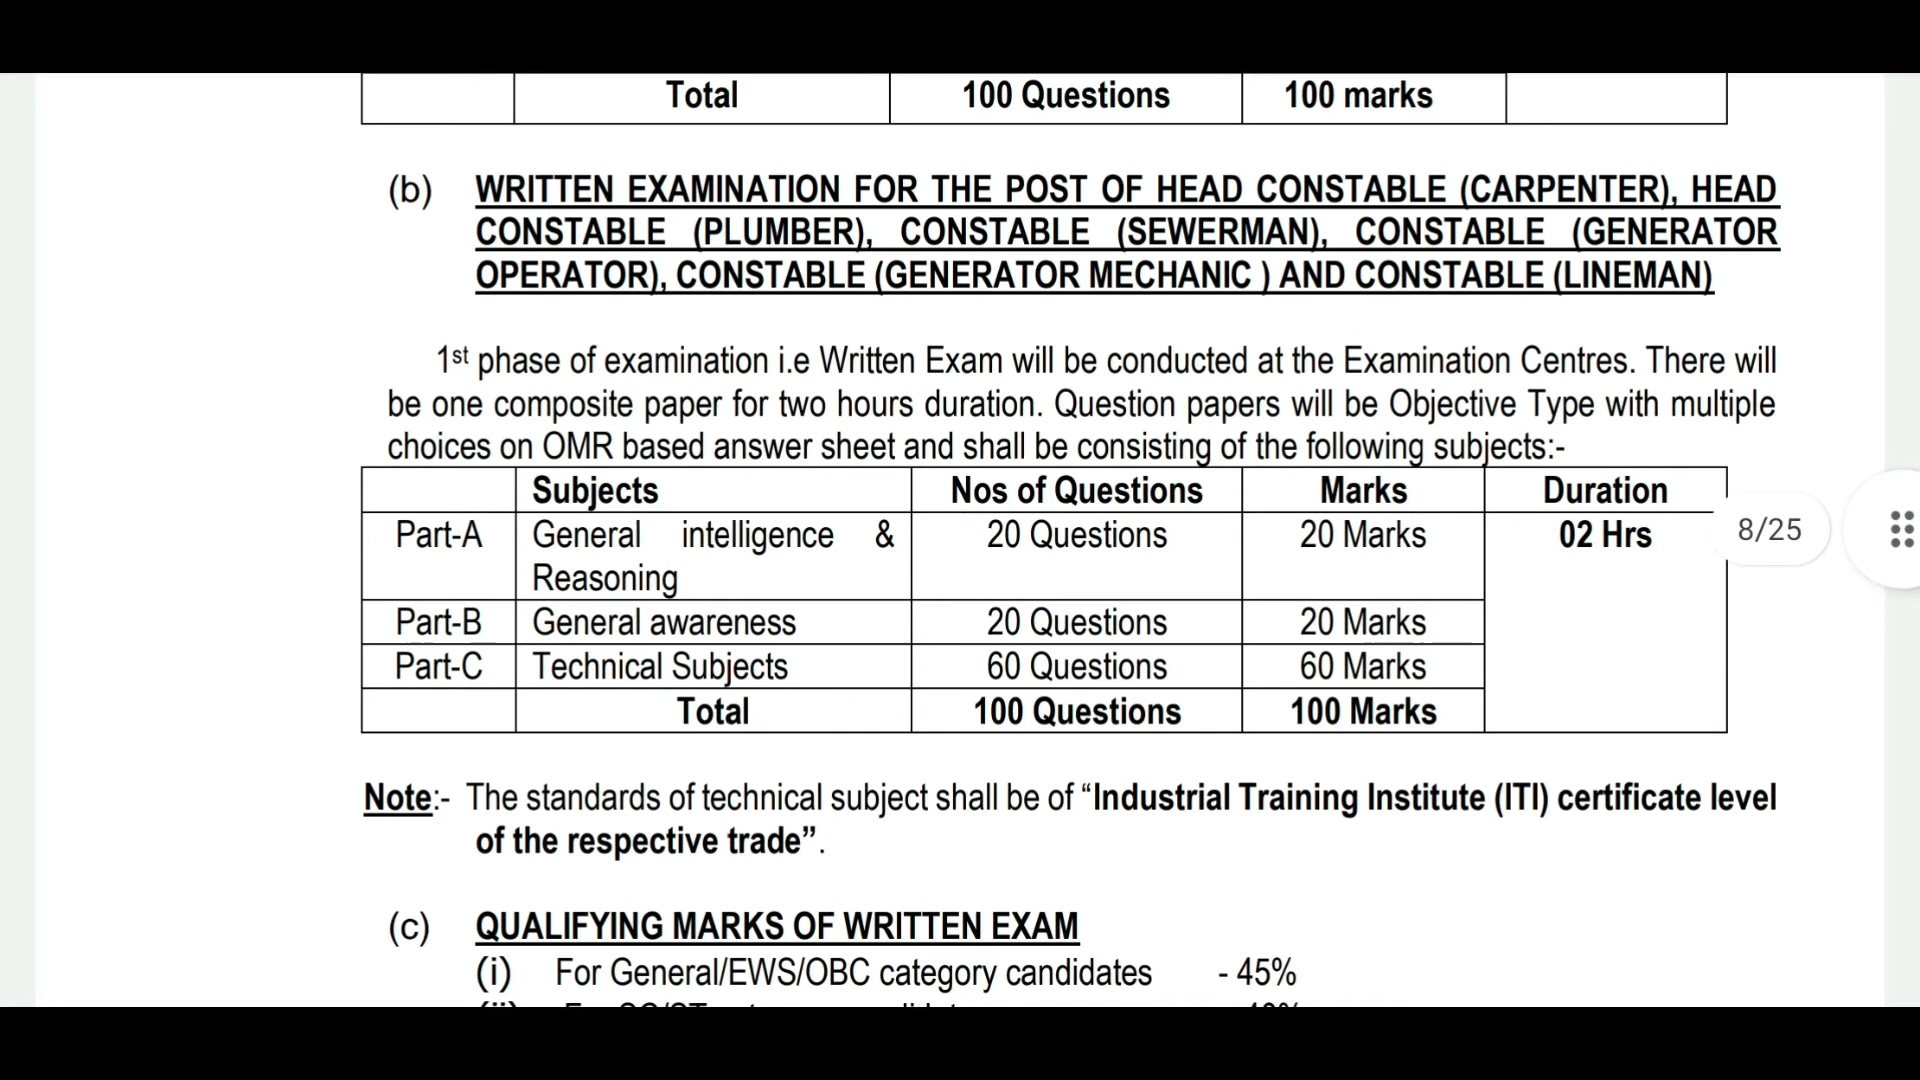 Total 100 Questions 100 marks
(b) WRITTEN EXAMINATION FOR THE POST OF HEAD CONSTABLE (CARPENTER), HEAD
CONSTABLE (PLUMBER), CONSTABLE (SEWERMAN), CONSTABLE (GENERATOR
OPERATOR), CONSTABLE (GENERATOR MECHANIC ) AND CONSTABLE (LINEMAN)
1st phase of examination i.e Written Exam will be conducted at the Examination Centres. There will
be one composite paper for two hours duration. Question papers will be Objective Type with multiple
choices on OMR based answer sheet and shall be consisting of the following subjects:-
Subjects Nos of Questions Marks Duration
Part-A General intelligence & 20 Questions 20 Marks 02 Hrs 8/25
Reasoning
Part-B General awareness 20 Questions 20 Marks
Part-C Technical Subjects 60 Questions 60 Marks
Total 100 Questions 100 Marks
Note:- The standards of technical subject shall be of “Industrial Training Institute (ITI) certificate level
of the respective trade”.
(c) QUALIFYING MARKS OF WRITTEN EXAM
(i) For General/EWS/OBC category candidates - 45%